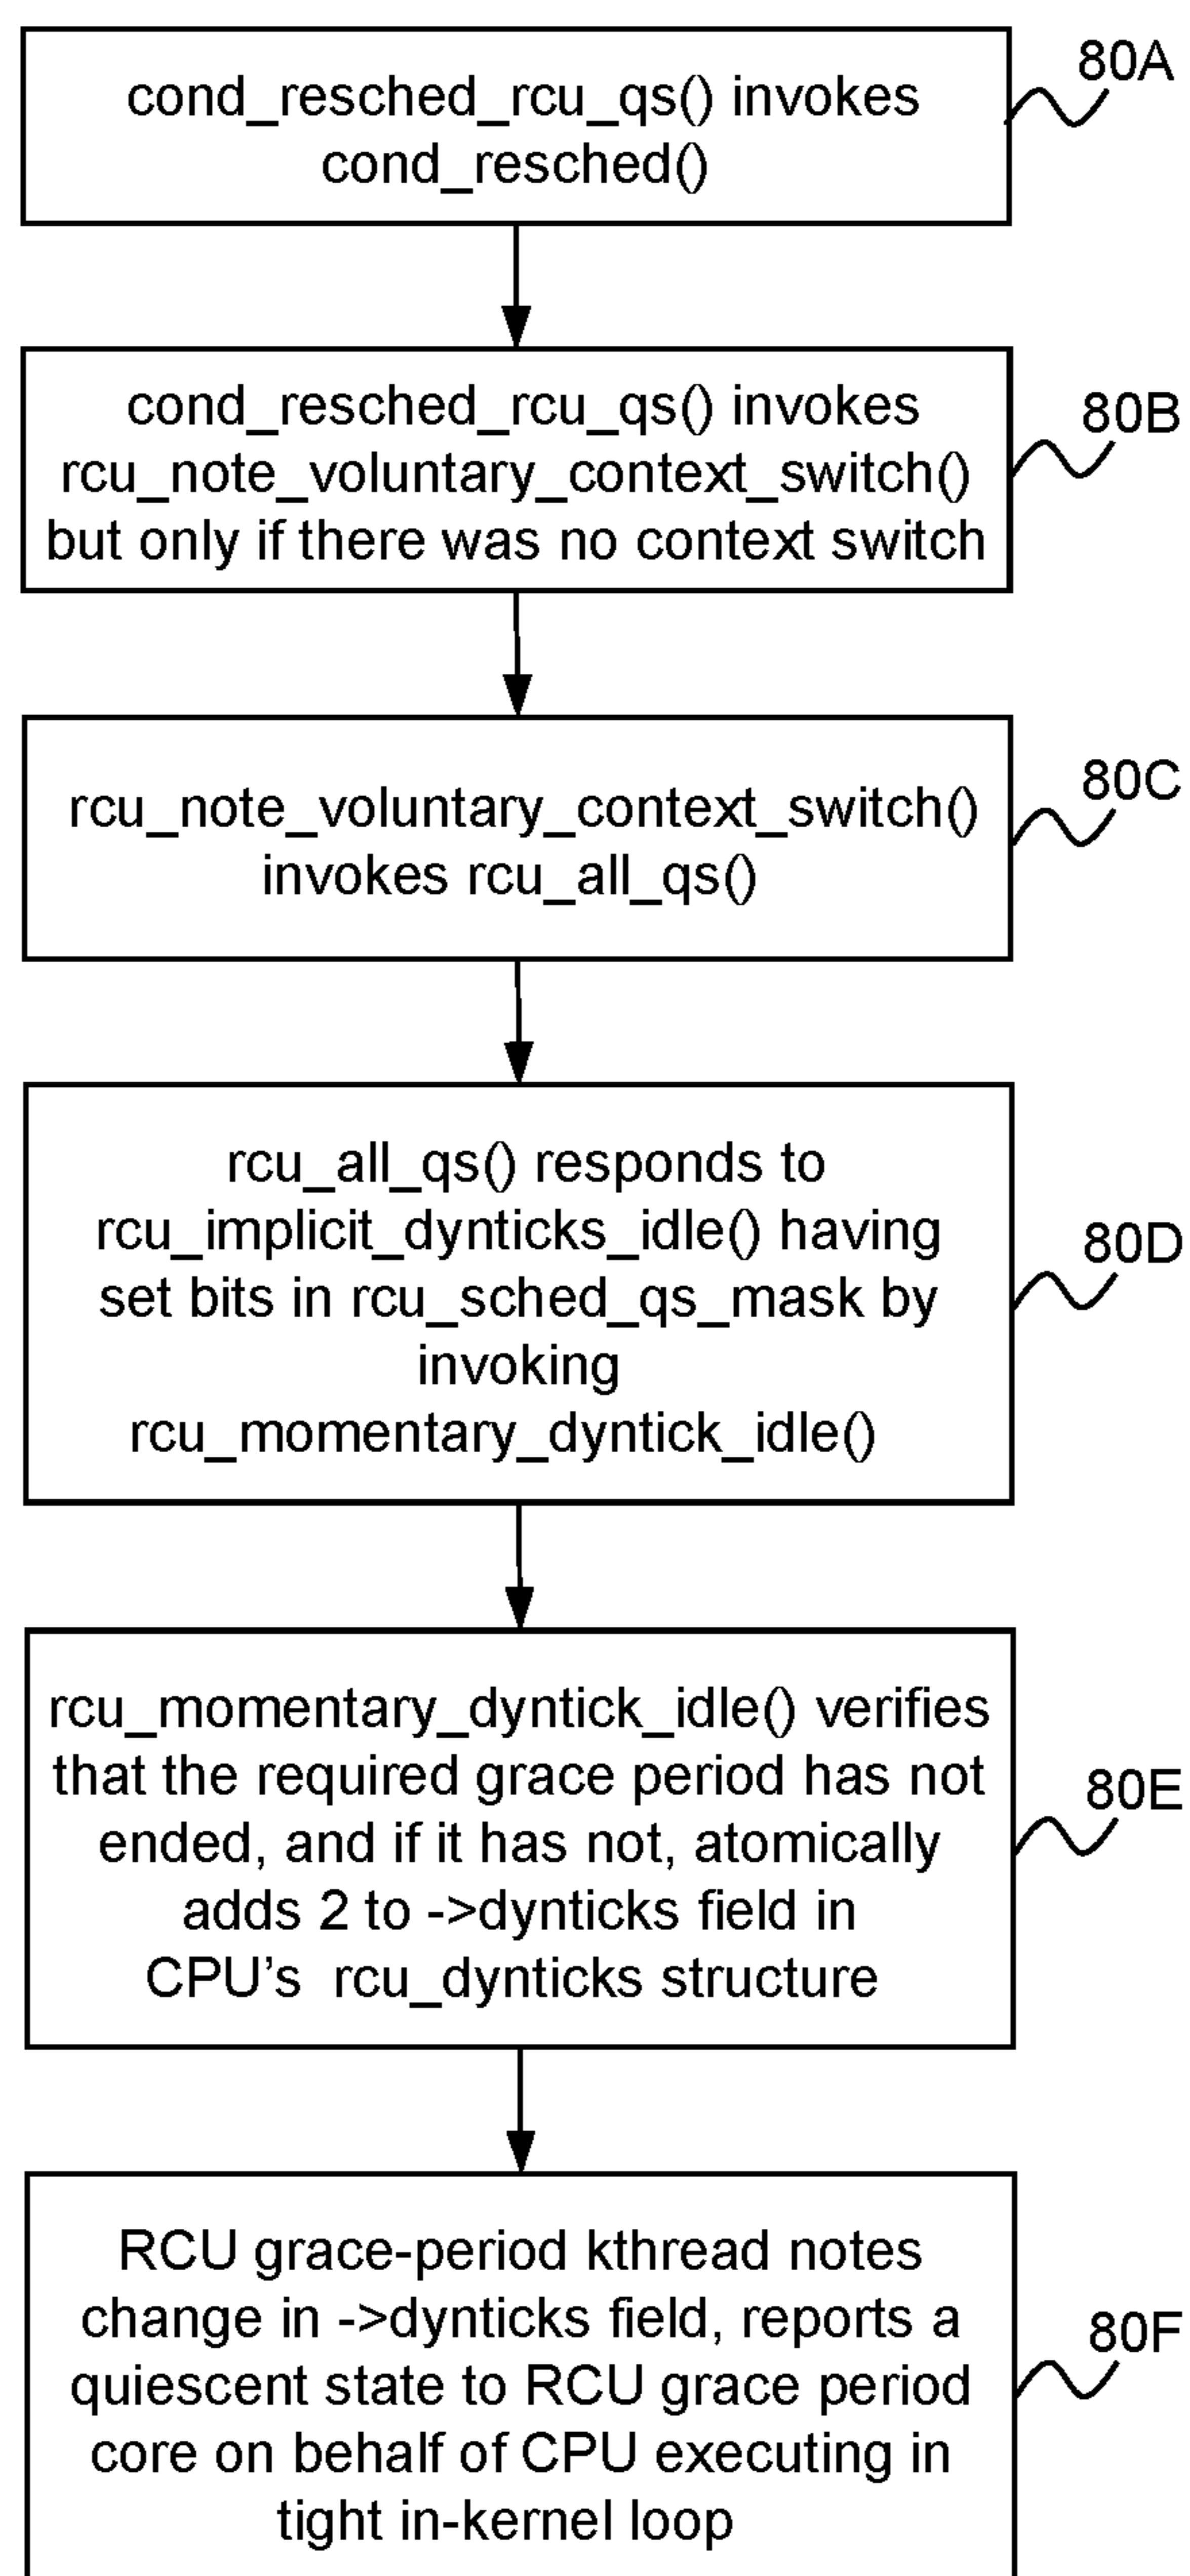 cond_resched_rcu_qs() invokes
cond_resched()
80A
cond_resched_rcu_qs() invokes
rcu_note_voluntary_context_switch()
but only if there was no context switch
80B
rcu_note_voluntary_context_switch()
invokes rcu_all_qs()
80C
rcu_all_qs() responds to
rcu_implicit_dynticks_idle() having
set bits in rcu_sched_qs_mask by
invoking
rcu_momentary_dyntick_idle()
80D
rcu_momentary_dyntick_idle() verifies
that the required grace period has not
ended, and if it has not, atomically
adds 2 to ->dynticks field in
CPU's rcu_dynticks structure
80E
RCU grace-period kthread notes
change in ->dynticks field, reports a
quiescent state to RCU grace period
core on behalf of CPU executing in
tight in-kernel loop
80F